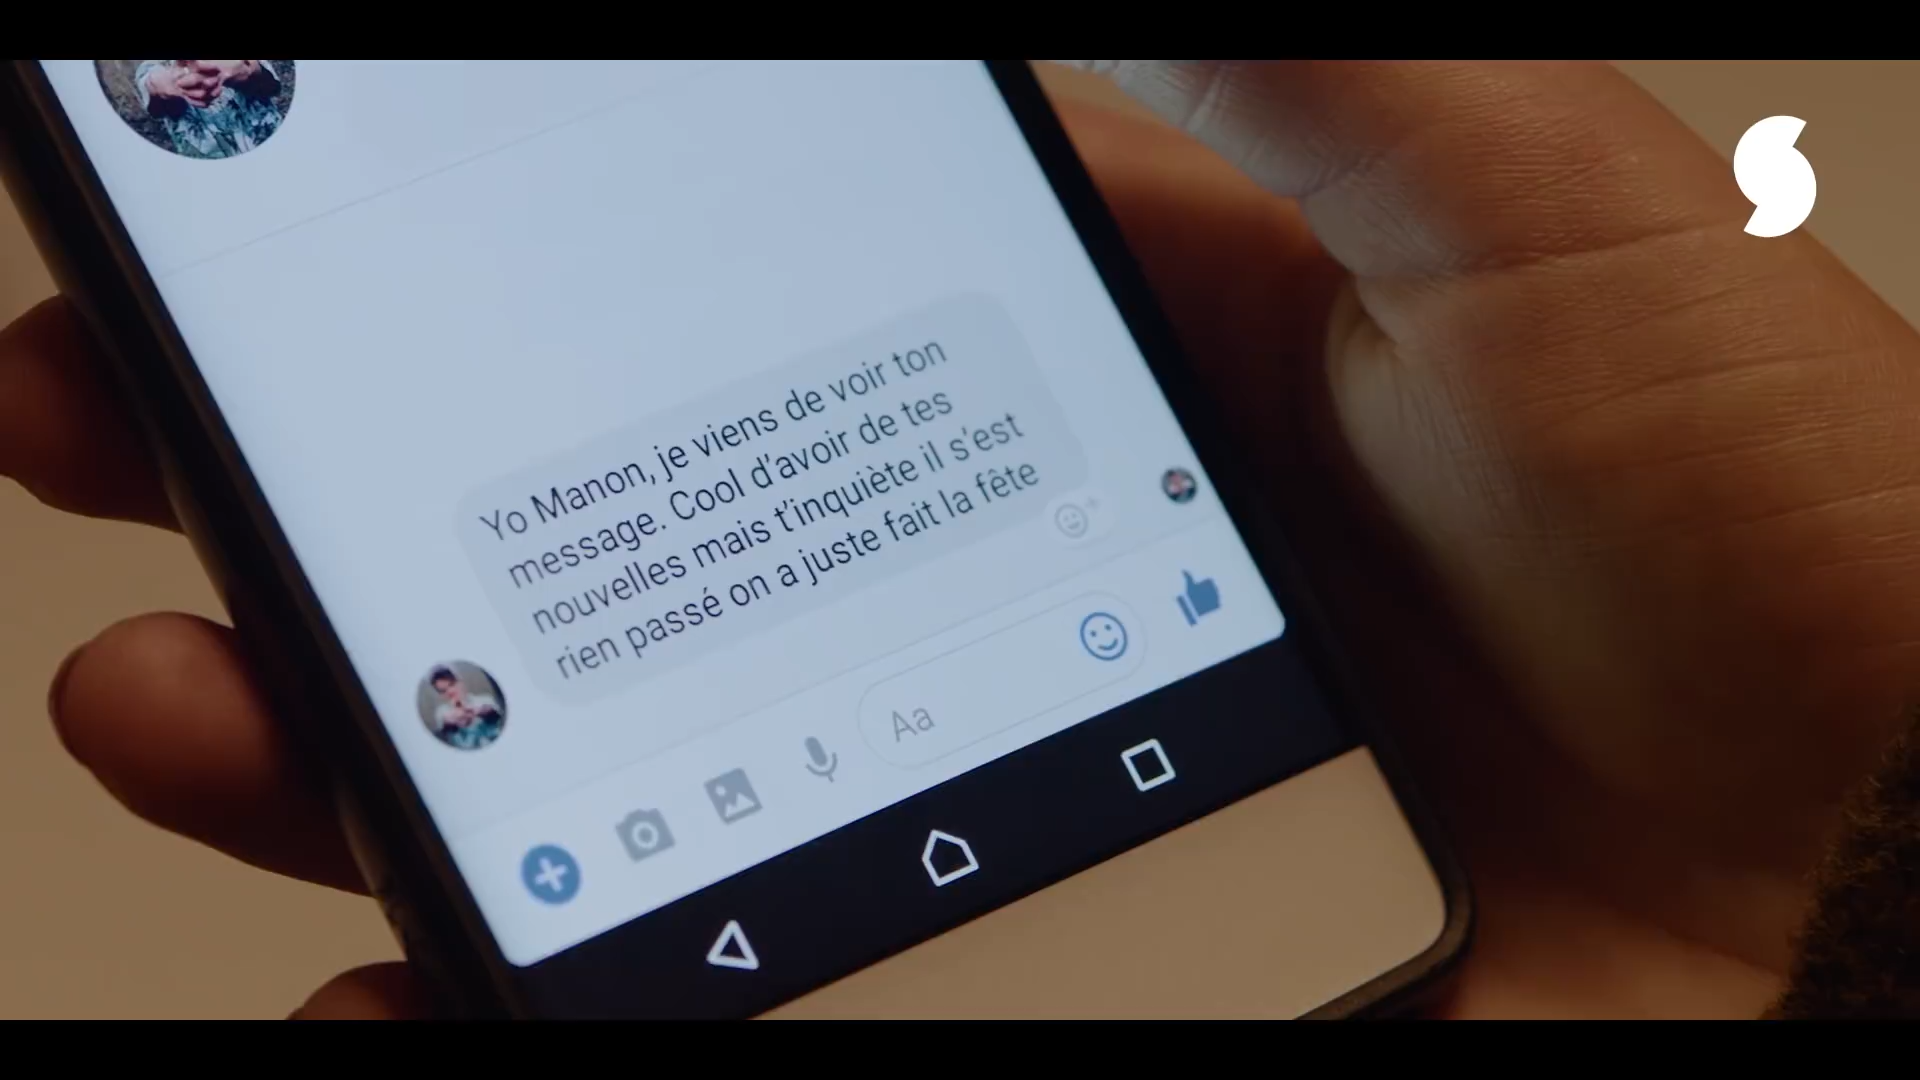 Yo Manon, je viens de voir ton
message. Cool d'avoir de tes
nouvelles mais t'inquiète il s'est
rien passé on a juste fait la fête
Aa